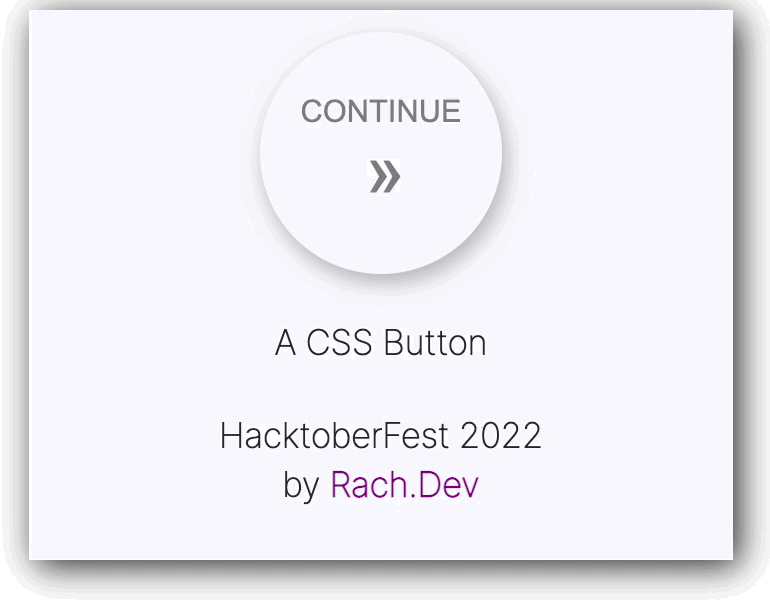 CONTINUE
»
A CSS Button
HacktoberFest 2022
by Rach.Dev